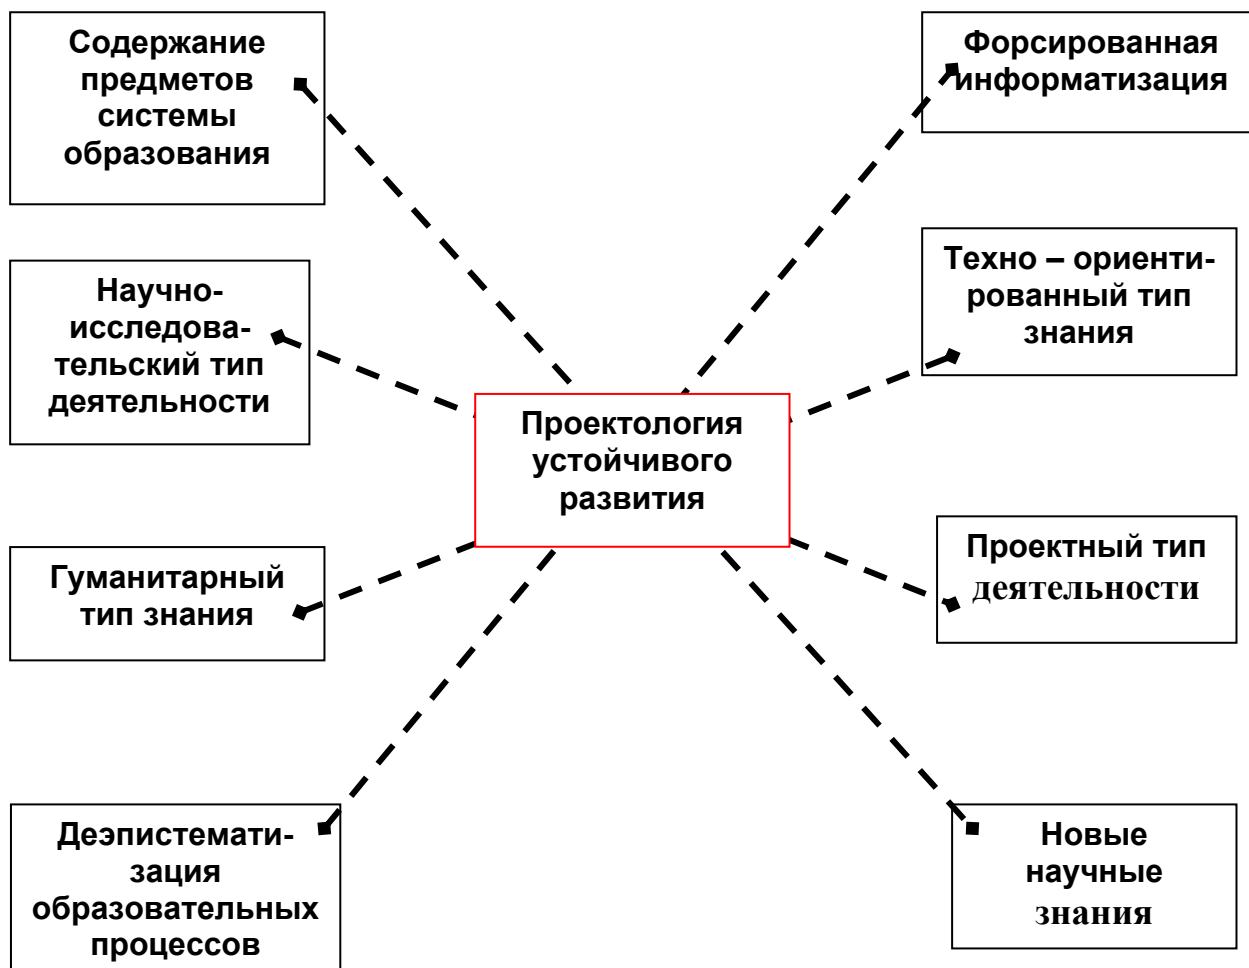 Содержание
предметов
системы
образования
Форсированная
информатизация
Научно-
исследова-
тельский тип
деятельности
Техно – ориенти-
рованный тип
знания
Проектология
устойчивого
развития
Гуманитарный
тип знания
Проектный тип
деятельности
Деэпистемати-
зация
образовательных
процессов
Новые
научные
знания